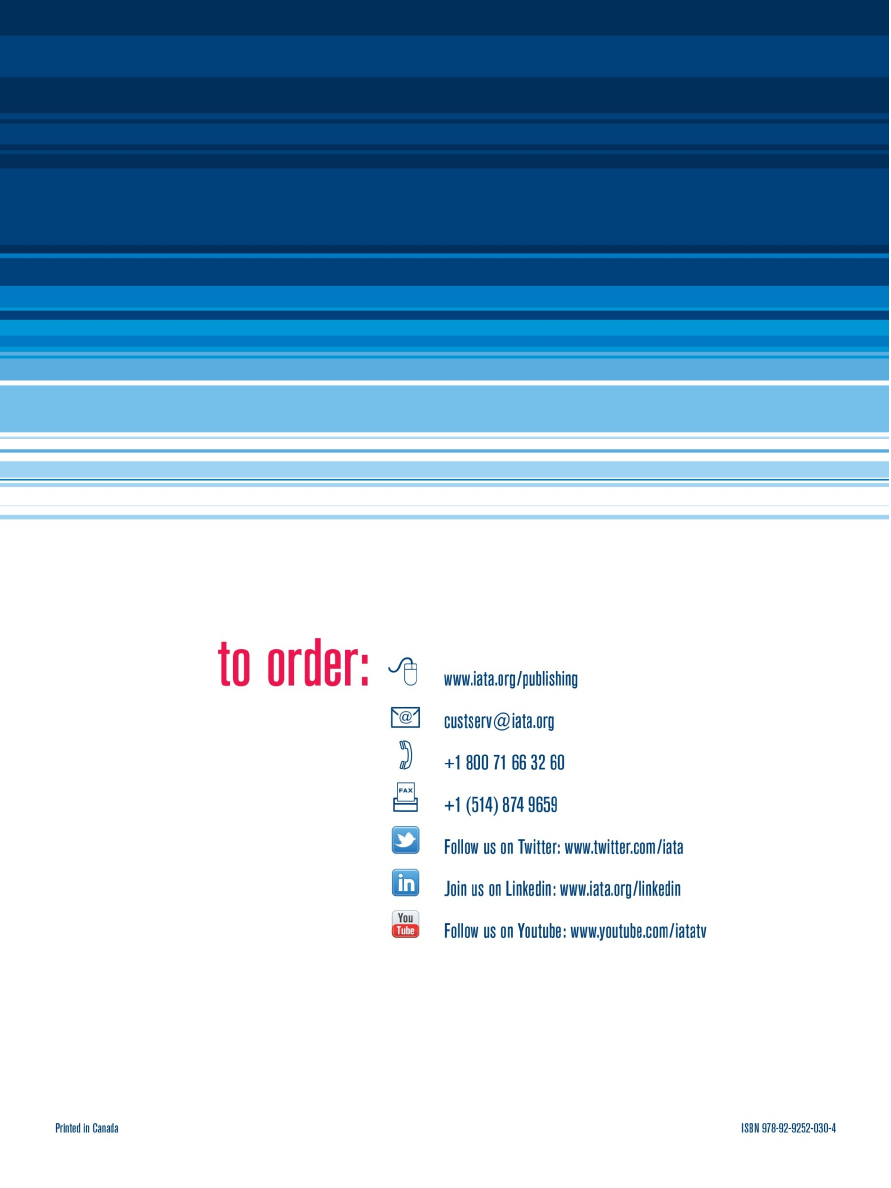 to order:
www.iata.org/publishing
@
custserv@iata.org
+1 800 71 66 32 60
FAX
+1 (514) 874 9659
Follow us on Twitter: www.twitter.com/iata
in
Join us on Linkedin: www.iata.org/linkedin
You
Tube
Follow us on Youtube: www.youtube.com/iatatv
Printed in Canada
ISBN 978-92-9252-030-4